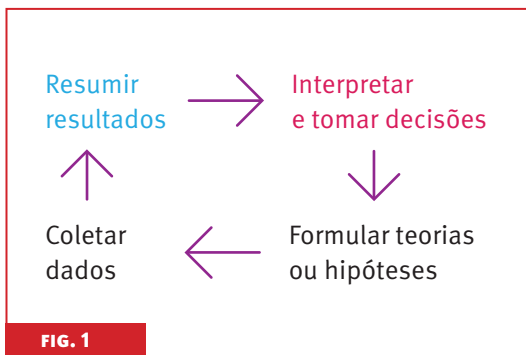 Resumir
resultados
Interpretar
e tomar decisões
Coletar
dados
Formular teorias
ou hipóteses
FIG. 1